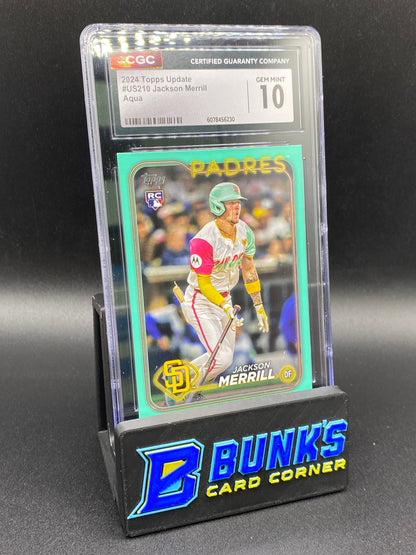 CGC
CERTIFIED GUARANTY COMPANY
2024 Topps Update
#US210 Jackson Merrill
Aqua
GEM MINT
10
6078456230
Topps
PADRES
RC
SD
JACKSON
MERRILL
OF
B BUNK'S
CARD CORNER